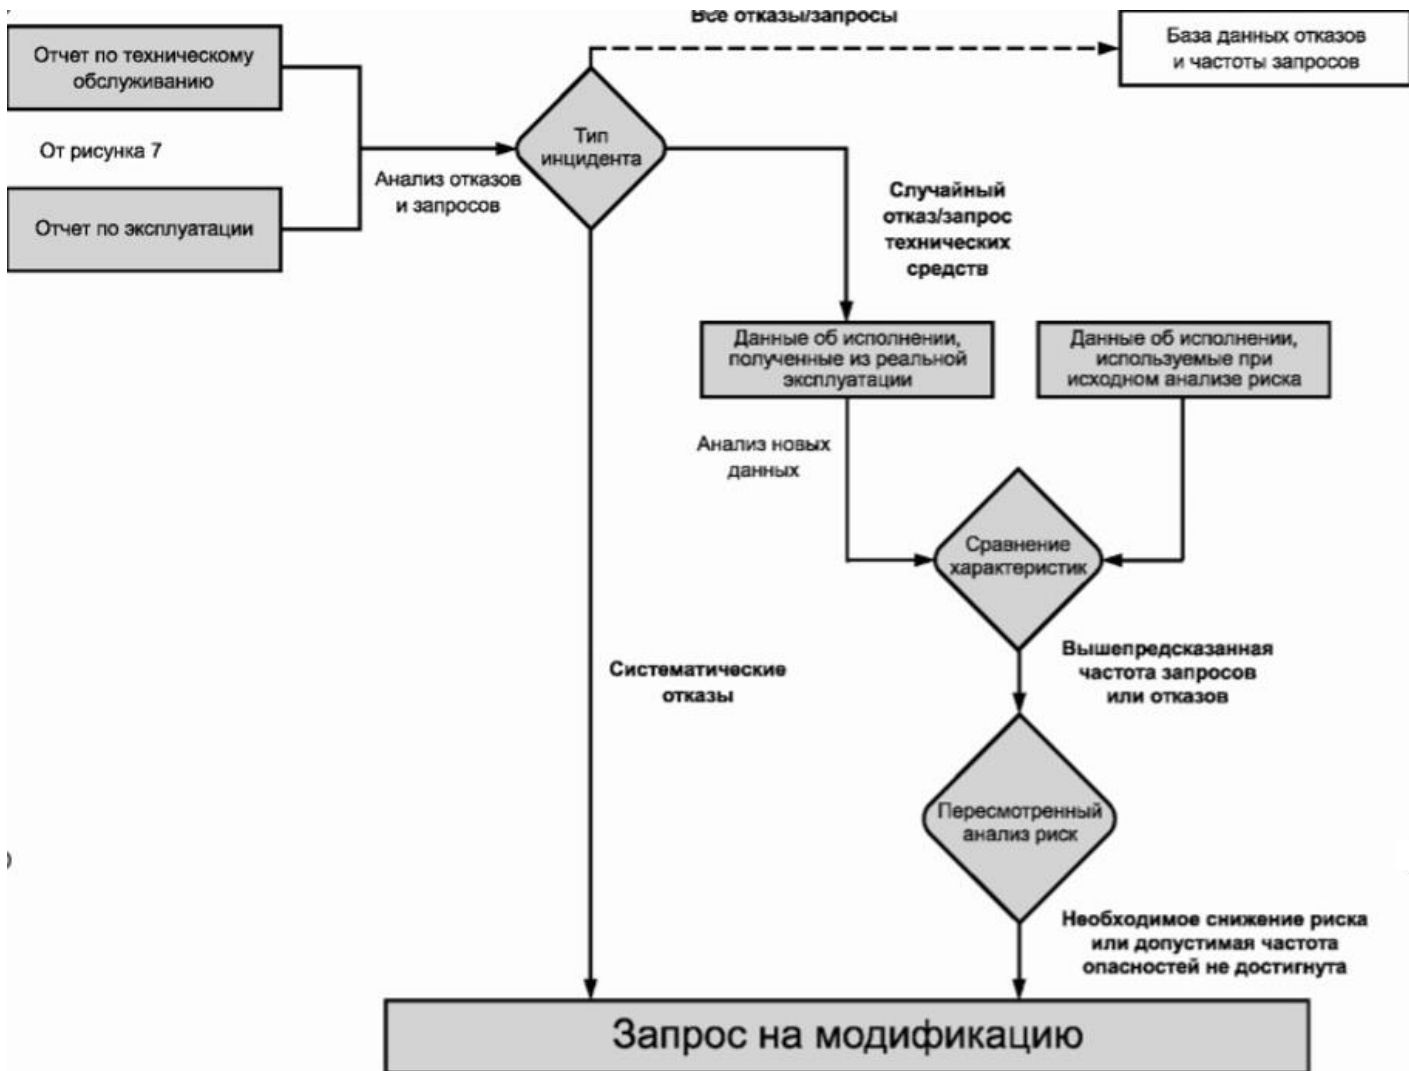 Все отказы/запросы
База данных отказов
и частоты запросов
Отчет по техническому
обслуживанию
От рисунка 7
Отчет по эксплуатации
Анализ отказов
и запросов
Тип
инцидента
Случайный
отказ/запрос
технических
средств
Данные об исполнении,
полученные из реальной
эксплуатации
Данные об исполнении,
используемые при
исходном анализе риска
Анализ новых
данных
Сравнение
характеристик
Систематические
отказы
Вышепредсказанная
частота запросов
или отказов
Пересмотренный
анализ риск
Необходимое снижение риска
или допустимая частота
опасностей не достигнута
Запрос на модификацию